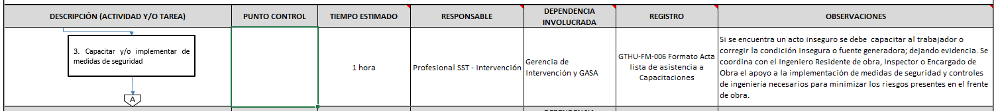 DESCRIPCIÓN (ACTIVIDAD Y/O TAREA)
PUNTO CONTROL
TIEMPO ESTIMADO
RESPONSABLE
DEPENDENCIA
INVOLUCRADA
REGISTRO
OBSERVACIONES
3. Capacitar y/o implementar de
medidas de seguridad
A
1 hora
Profesional SST - Intervención
Gerencia de
Intervención y GASA
GTHU-FM-006 Formato Acta
lista de asistencia a
Capacitaciones
Si se encuentra un acto inseguro se debe capacitar al trabajador o
corregir la condición insegura o fuente generadora; dejando evidencia. Se
coordina con el Ingeniero Residente de obra, Inspector o Encargado de
Obra el apoyo a la implementación de medidas de seguridad y controles
de ingeniería necesarios para minimizar los riesgos presentes en el frente
de obra.